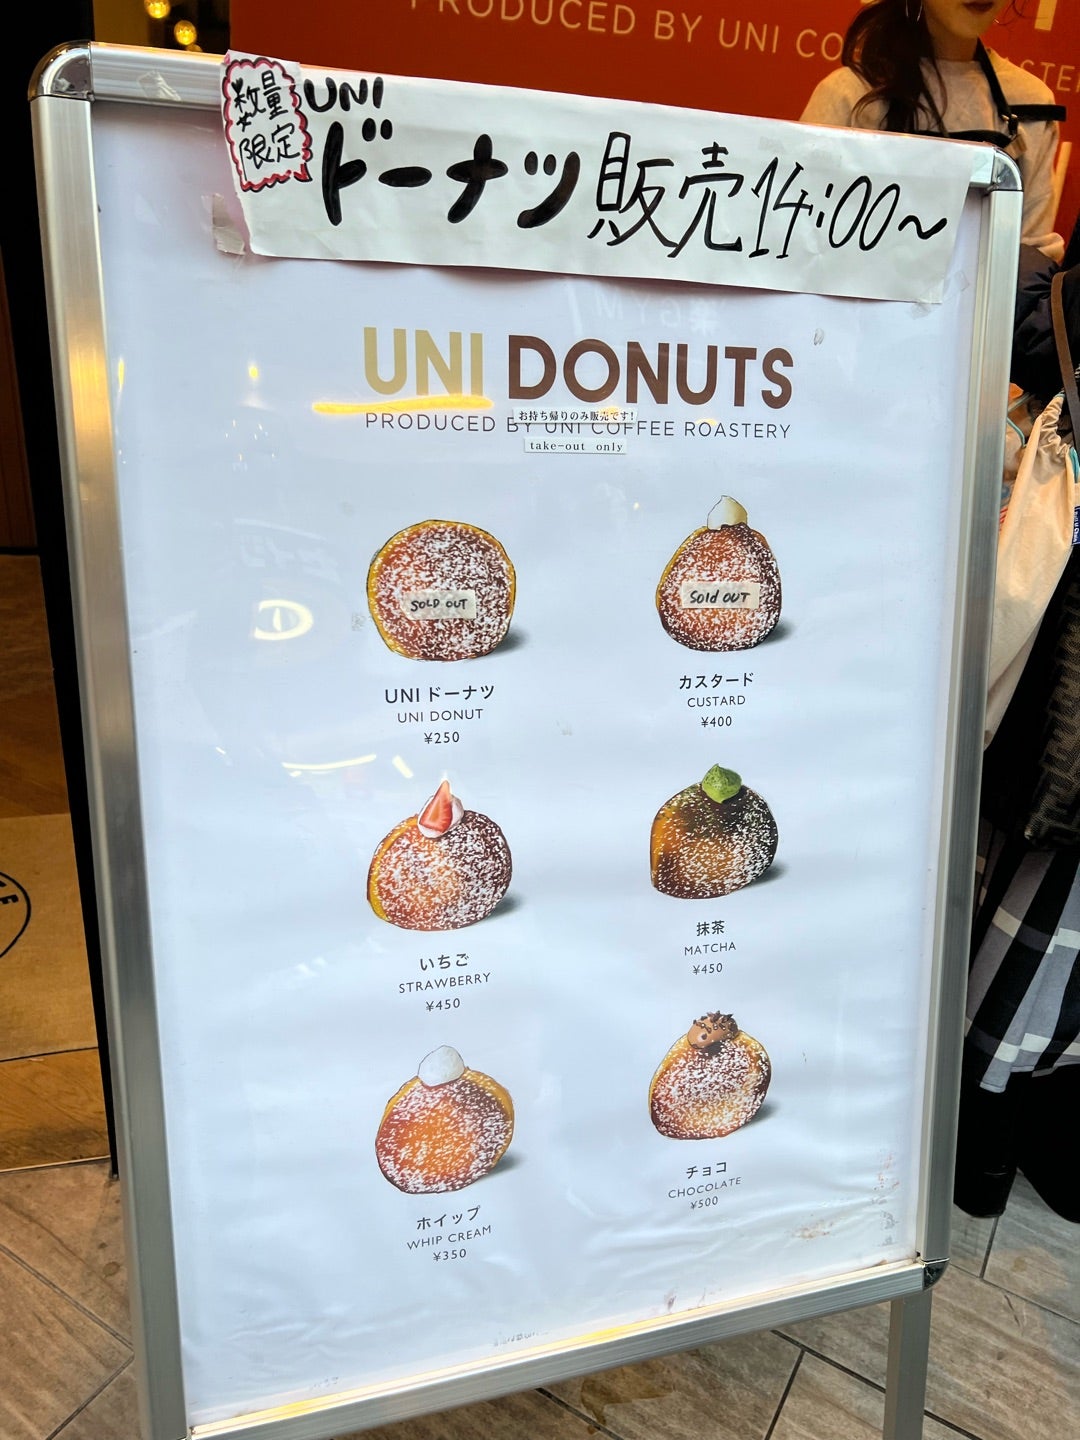 PRODUCED BY UNI CO
数量
限定
UNI
ドーナツ 販売 14:00〜
UNI DONUTS
お持ち帰りのみ販売です!
PRODUCED BY UNI COFFEE ROASTERY
take-out only
SOLD OUT
UNI ドーナツ
UNI DONUT
¥250
Sold OUT
カスタード
CUSTARD
¥400
いちご
STRAWBERRY
¥450
抹茶
MATCHA
¥450
ホイップ
WHIP CREAM
¥350
チョコ
CHOCOLATE
¥500